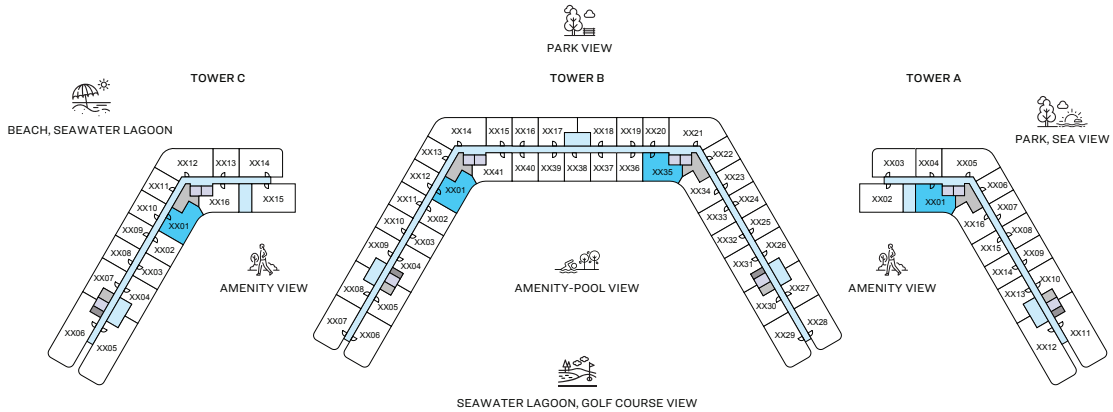 PARK VIEW
TOWER C
TOWER B
TOWER A
BEACH, SEAWATER LAGOON
PARK, SEA VIEW
XX12
XX13
XX14
XX11
XX10
XX09
XX08
XX07
XX06
XX16
XX15
XX01
XX02
XX03
XX04
XX05
XX14
XX15
XX16
XX17
XX18
XX19
XX20
XX21
XX13
XX12
XX11
XX10
XX09
XX08
XX07
XX41
XX40
XX39
XX38
XX37
XX36
XX35
XX01
XX02
XX03
XX04
XX05
XX06
XX22
XX23
XX24
XX25
XX26
XX27
XX28
XX34
XX33
XX32
XX31
XX30
XX29
XX03
XX04
XX05
XX02
XX01
XX06
XX07
XX08
XX09
XX10
XX11
XX16
XX15
XX14
XX13
XX12
AMENITY VIEW
AMENITY-POOL VIEW
AMENITY VIEW
SEAWATER LAGOON, GOLF COURSE VIEW